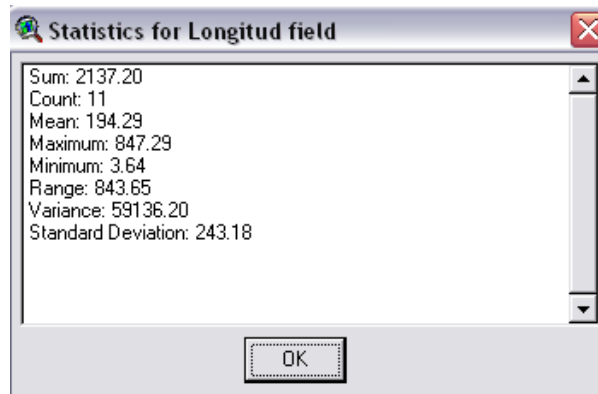 Statistics for Longitud field
Sum: 2137.20
Count: 11
Mean: 194.29
Maximum: 847.29
Minimum: 3.64
Range: 843.65
Variance: 59136.20
Standard Deviation: 243.18
OK